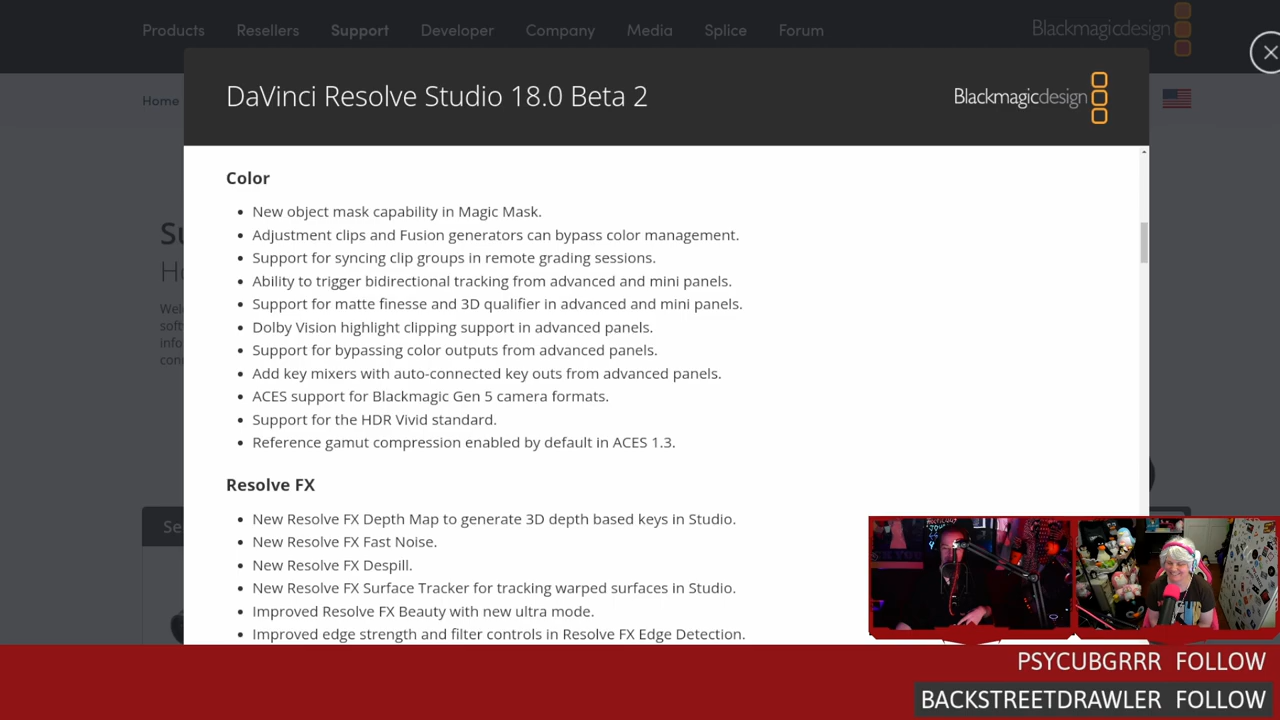 Products Resellers Support Developer Company Media Splice Forum Blackmagicdesign
Home
DaVinci Resolve Studio 18.0 Beta 2
Blackmagicdesign
Color
• New object mask capability in Magic Mask.
• Adjustment clips and Fusion generators can bypass color management.
• Support for syncing clip groups in remote grading sessions.
• Ability to trigger bidirectional tracking from advanced and mini panels.
• Support for matte finesse and 3D qualifier in advanced and mini panels.
• Dolby Vision highlight clipping support in advanced panels.
• Support for bypassing color outputs from advanced panels.
• Add key mixers with auto-connected key outs from advanced panels.
• ACES support for Blackmagic Gen 5 camera formats.
• Support for the HDR Vivid standard.
• Reference gamut compression enabled by default in ACES 1.3.
Resolve FX
• New Resolve FX Depth Map to generate 3D depth based keys in Studio.
• New Resolve FX Fast Noise.
• New Resolve FX Despill.
• New Resolve FX Surface Tracker for tracking warped surfaces in Studio.
• Improved Resolve FX Beauty with new ultra mode.
• Improved edge strength and filter controls in Resolve FX Edge Detection.
PSYCUBGRRR FOLLOW
BACKSTREETDRAWLER FOLLOW